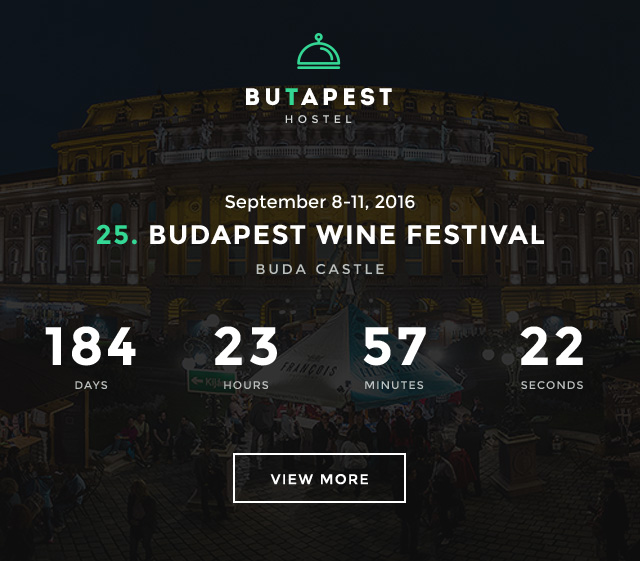 BUTAPEST
HOSTEL
September 8-11, 2016
25. BUDAPEST WINE FESTIVAL
BUDA CASTLE
184 23 57 22
DAYS HOURS MINUTES SECONDS
FRANÇOIS
VIEW MORE